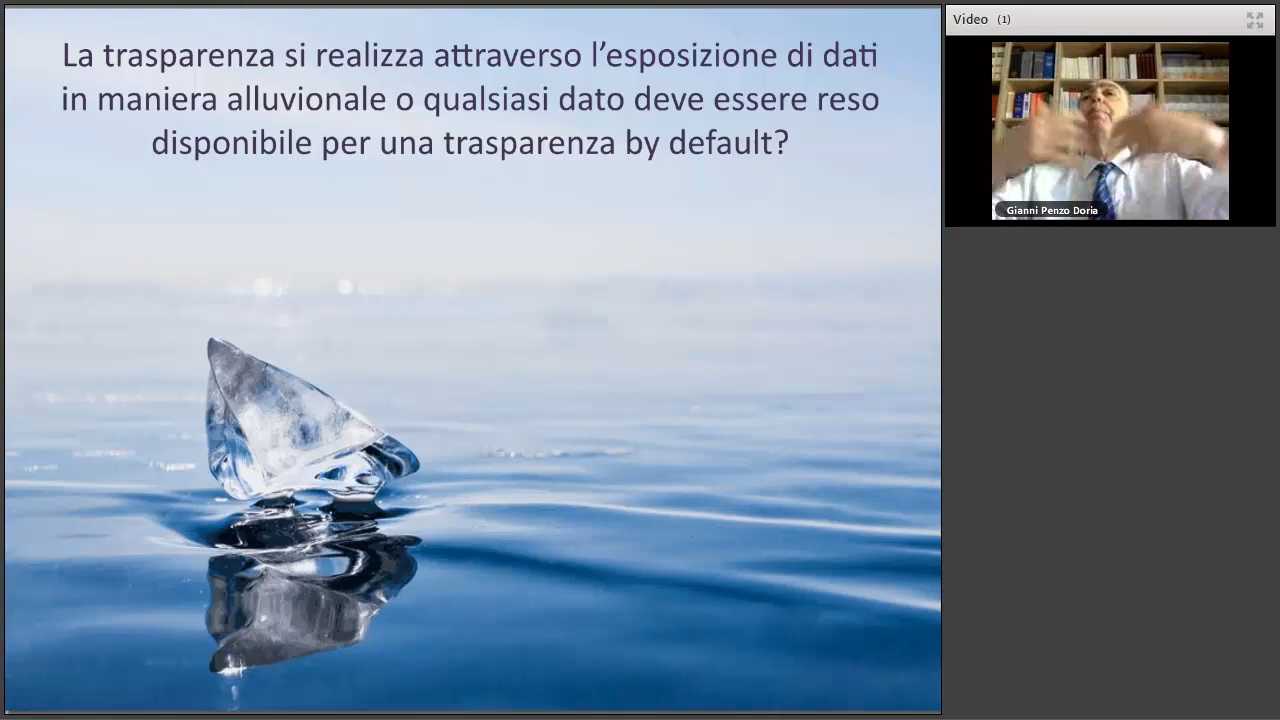 La trasparenza si realizza attraverso l’esposizione di dati
in maniera alluvionale o qualsiasi dato deve essere reso
disponibile per una trasparenza by default?
Video (1)
Gianni Penzo Doria